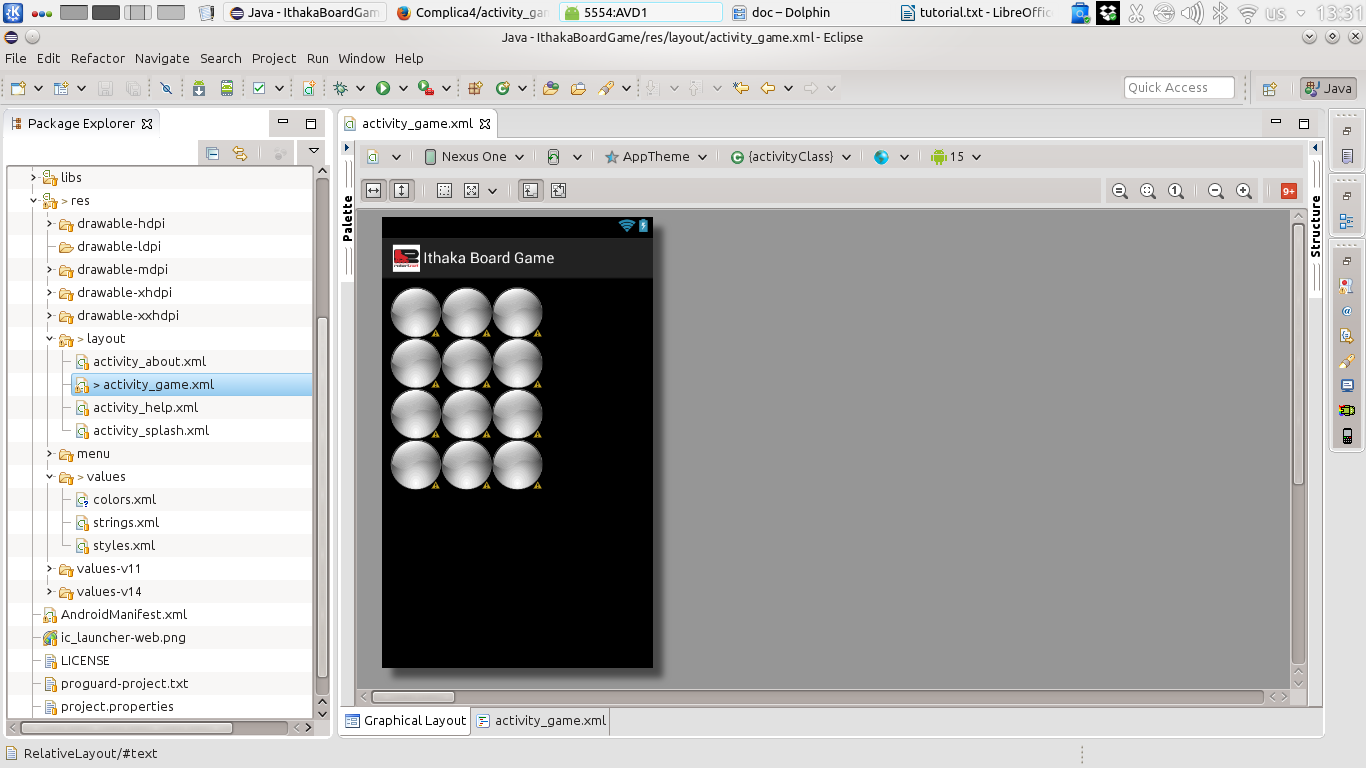 Java - IthakaBoardGam Complica4/activity_gar 5554:AVD1 doc – Dolphin tutorial.txt - LibreOffic us 13:31
Java - IthakaBoardGame/res/layout/activity_game.xml - Eclipse
File Edit Refactor Navigate Search Project Run Window Help
Quick Access Java
Package Explorer
activity_game.xml
Nexus One AppTheme {activityClass} 15
9+
Palette
Structure
libs
> res
drawable-hdpi
drawable-ldpi
drawable-mdpi
drawable-xhdpi
drawable-xxhdpi
> layout
activity_about.xml
> activity_game.xml
activity_help.xml
activity_splash.xml
menu
> values
colors.xml
strings.xml
styles.xml
values-v11
values-v14
AndroidManifest.xml
ic_launcher-web.png
LICENSE
proguard-project.txt
project.properties
Ithaka Board Game
Graphical Layout activity_game.xml
RelativeLayout/#text